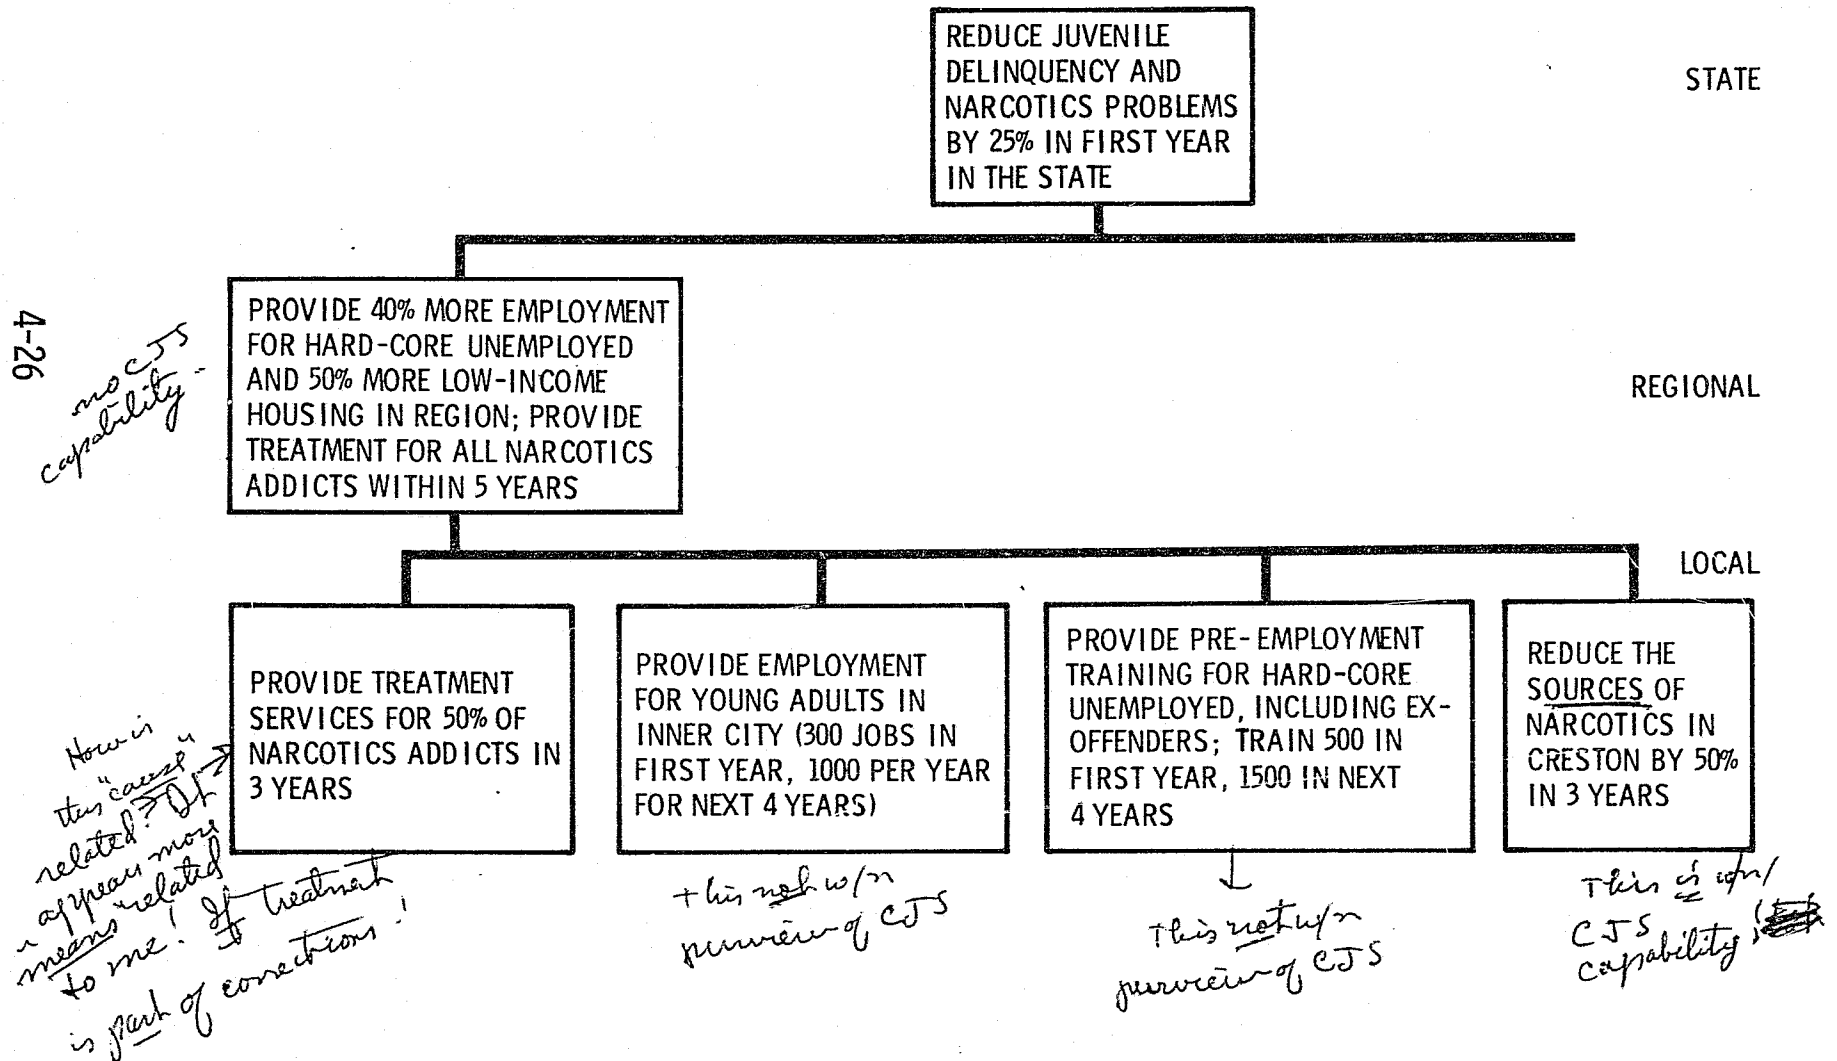 REDUCE JUVENILE
DELINQUENCY AND
NARCOTICS PROBLEMS
BY 25% IN FIRST YEAR
IN THE STATE
STATE
PROVIDE 40% MORE EMPLOYMENT
FOR HARD-CORE UNEMPLOYED
AND 50% MORE LOW-INCOME
HOUSING IN REGION; PROVIDE
TREATMENT FOR ALL NARCOTICS
ADDICTS WITHIN 5 YEARS
REGIONAL
4-26
no CJS
capability -
LOCAL
PROVIDE TREATMENT
SERVICES FOR 50% OF
NARCOTICS ADDICTS IN
3 YEARS
PROVIDE EMPLOYMENT
FOR YOUNG ADULTS IN
INNER CITY (300 JOBS IN
FIRST YEAR, 1000 PER YEAR
FOR NEXT 4 YEARS)
PROVIDE PRE-EMPLOYMENT
TRAINING FOR HARD-CORE
UNEMPLOYED, INCLUDING EX-
OFFENDERS; TRAIN 500 IN
FIRST YEAR, 1500 IN NEXT
4 YEARS
REDUCE THE
SOURCES OF
NARCOTICS IN
CRESTON BY 50%
IN 3 YEARS
How is
this "cause"
related? It
appears more
"means" related
to me! If treatment
is part of corrections!
This not w/n
purview of CJS
This not w/n
purview of CJS
This is w/n
CJS
capability!